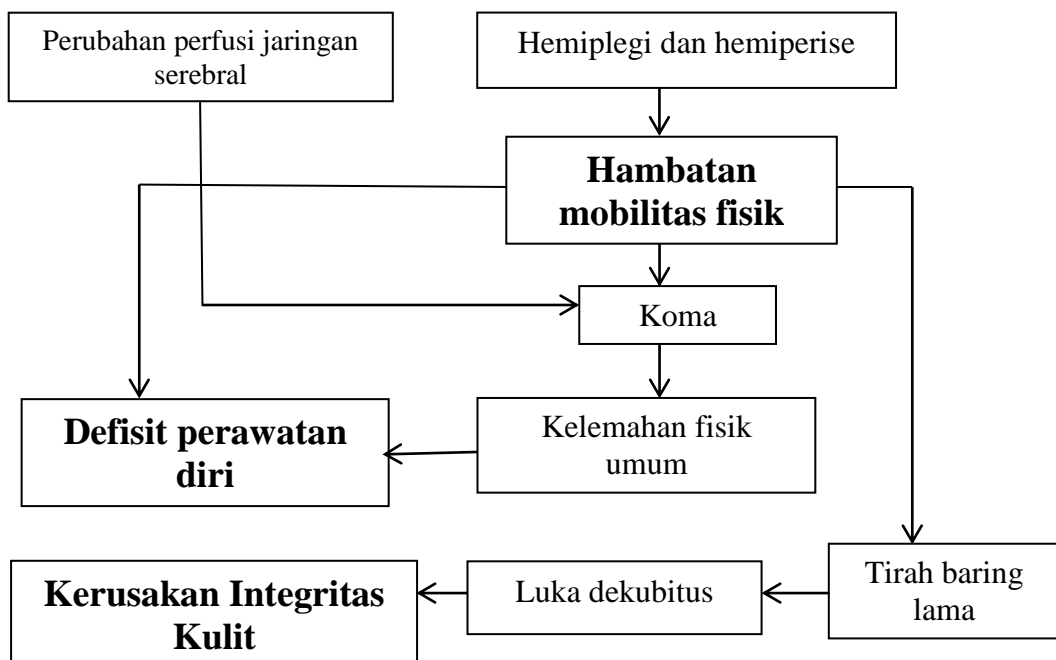 Perubahan perfusi jaringan
serebral
Hemiplegi dan hemiperise
Hambatan
mobilitas fisik
Koma
Defisit perawatan
diri
Kelemahan fisik
umum
Kerusakan Integritas
Kulit
Luka dekubitus
Tirah baring
lama